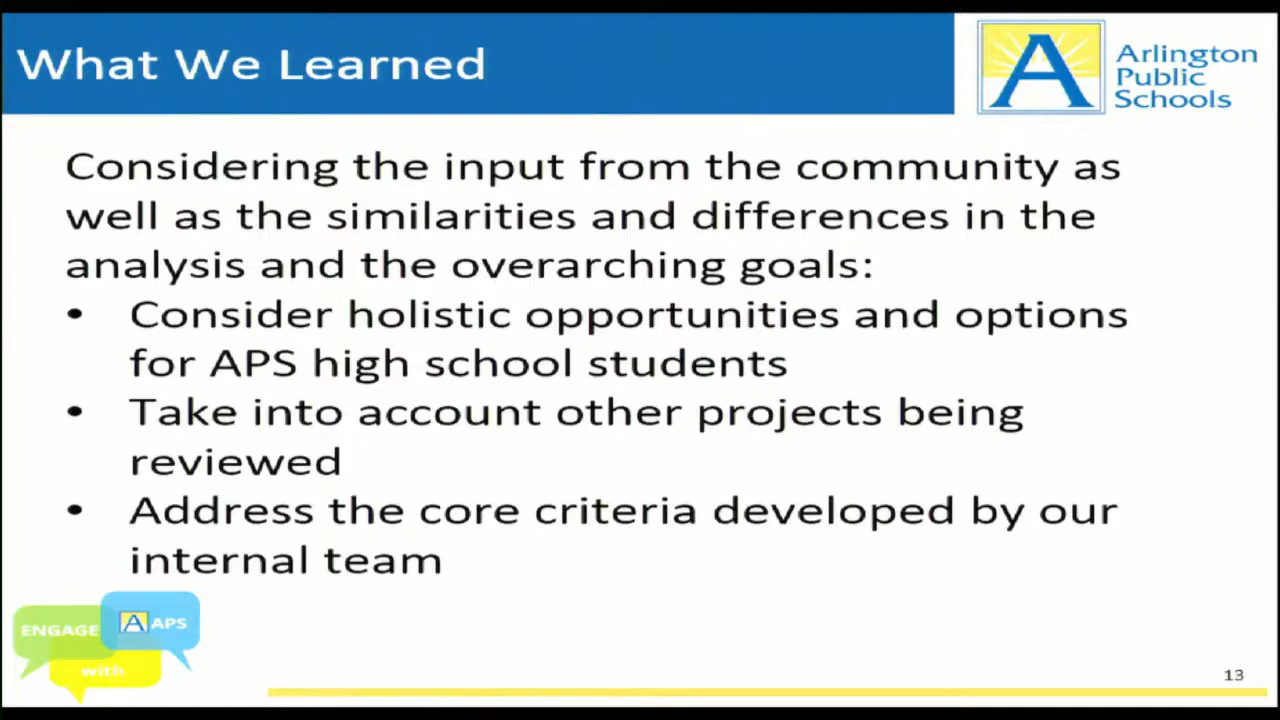 What We Learned
A
Arlington
Public
Schools
Considering the input from the community as
well as the similarities and differences in the
analysis and the overarching goals:
• Consider holistic opportunities and options
for APS high school students
• Take into account other projects being
reviewed
• Address the core criteria developed by our
internal team
ENGAGE
A APS
with
13